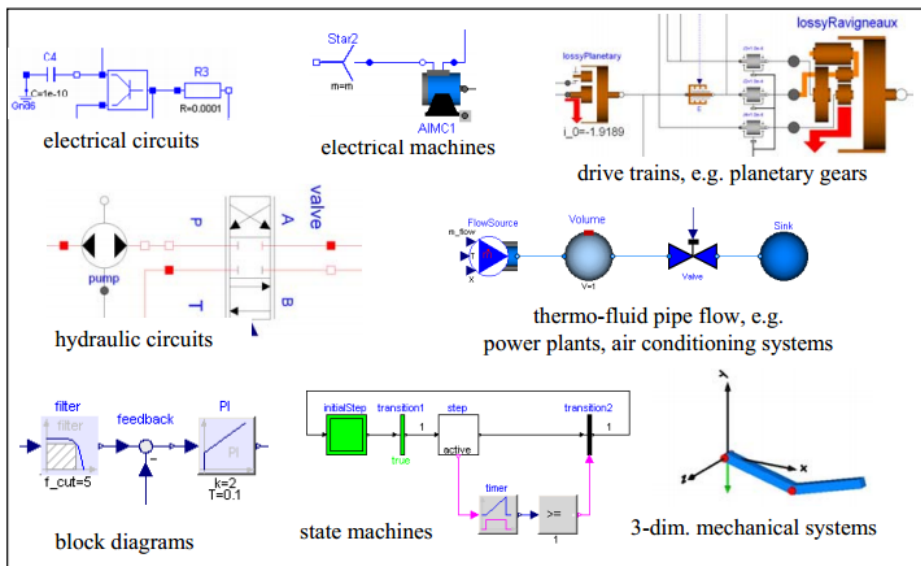 C4
C=1e-10
Gnd6
R3
R=0.0001
electrical circuits
Star2
m=m
AIMC1
electrical machines
lossyPlanetary
i_0=-1.9189
lossyRavigneaux
drive trains, e.g. planetary gears
P
A
valve
T
B
pump
hydraulic circuits
FlowSource
m_flow
T
X
Volume
V=1
Valve
Sink
thermo-fluid pipe flow, e.g.
power plants, air conditioning systems
filter
filter
f_cut=5
feedback
PI
PI
k=2
T=0.1
block diagrams
initialStep
transition1
1
true
step
active
transition2
1
timer
>=
1
state machines
y
z
x
3-dim. mechanical systems